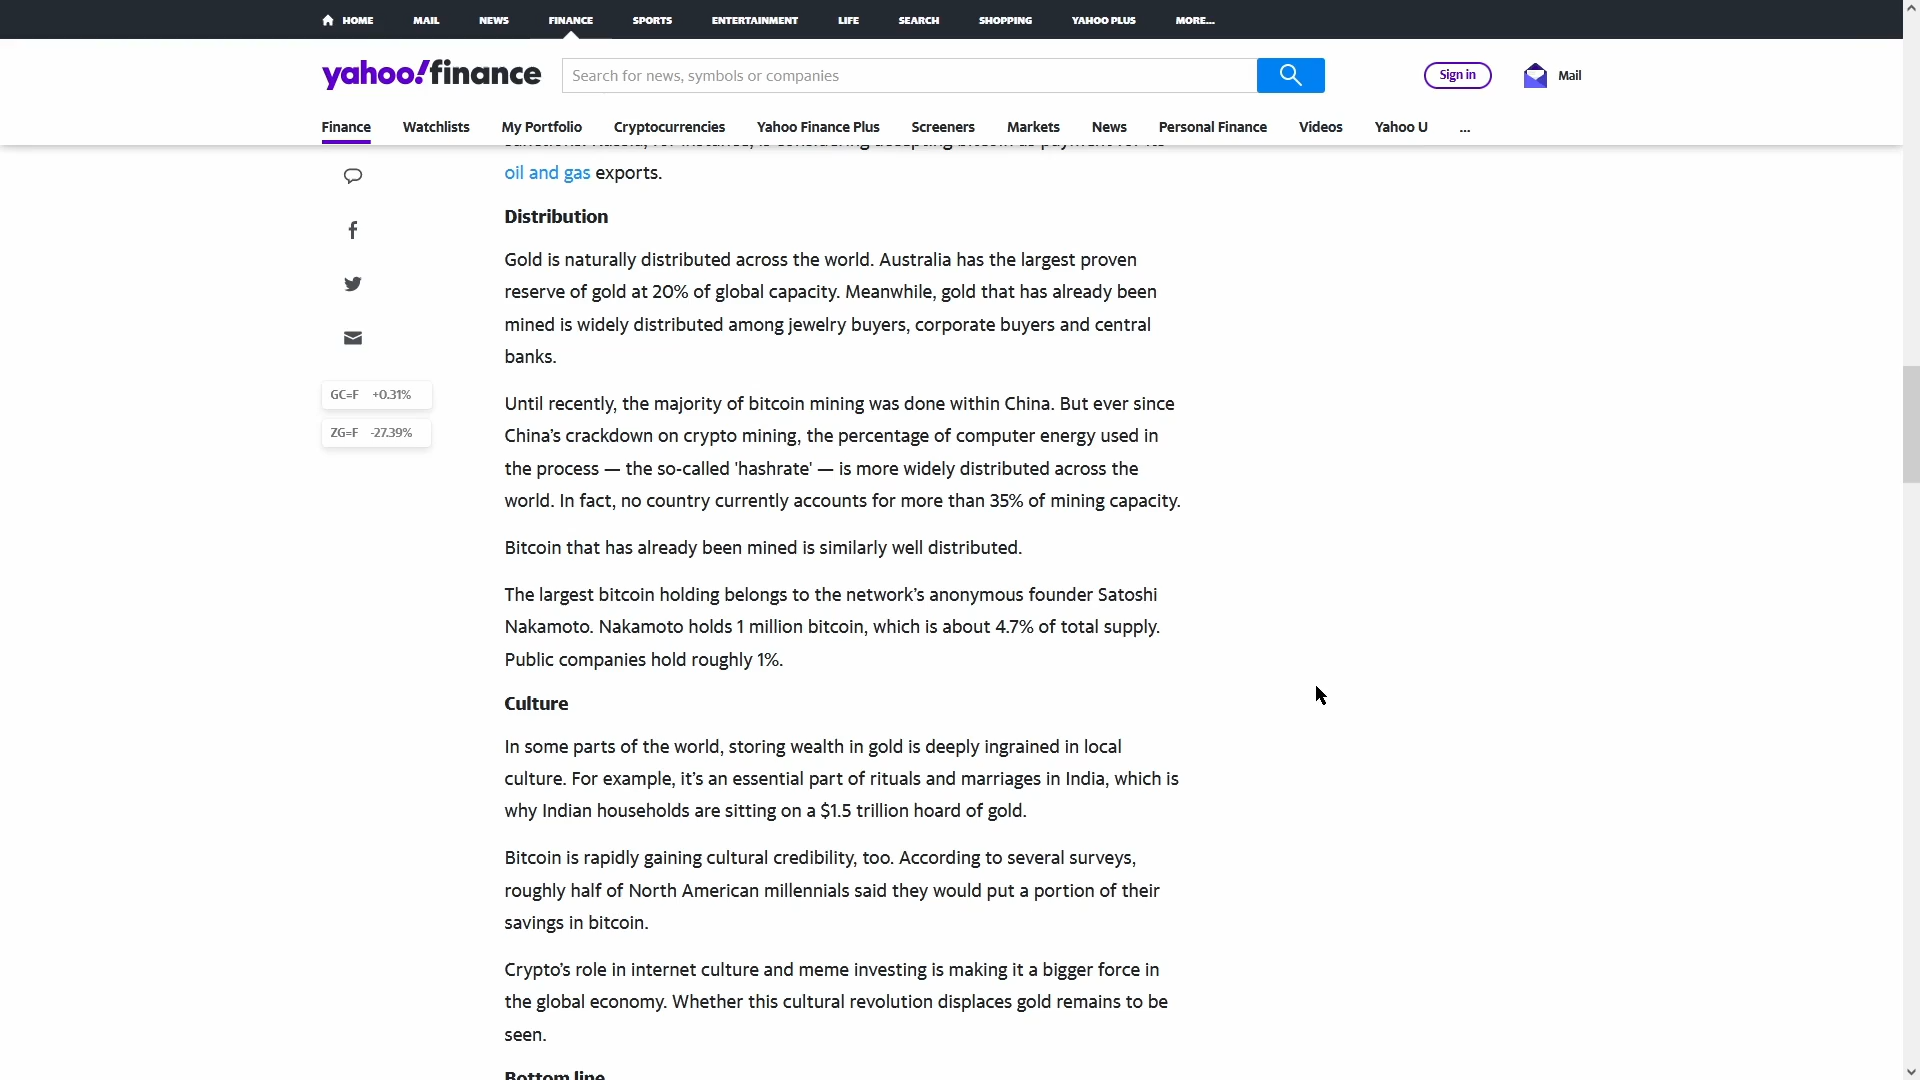 HOME MAIL NEWS FINANCE SPORTS ENTERTAINMENT LIFE SEARCH SHOPPING YAHOO PLUS MORE...
yahoo!finance Search for news, symbols or companies Sign in Mail
Finance Watchlists My Portfolio Cryptocurrencies Yahoo Finance Plus Screeners Markets News Personal Finance Videos Yahoo U ...
sanctions. Russia, for instance, is considering accepting bitcoin as payment for its
oil and gas exports.
Distribution
Gold is naturally distributed across the world. Australia has the largest proven
reserve of gold at 20% of global capacity. Meanwhile, gold that has already been
mined is widely distributed among jewelry buyers, corporate buyers and central
banks.
GC=F +0.31%
ZG=F -27.39%
Until recently, the majority of bitcoin mining was done within China. But ever since
China’s crackdown on crypto mining, the percentage of computer energy used in
the process — the so-called 'hashrate' — is more widely distributed across the
world. In fact, no country currently accounts for more than 35% of mining capacity.
Bitcoin that has already been mined is similarly well distributed.
The largest bitcoin holding belongs to the network’s anonymous founder Satoshi
Nakamoto. Nakamoto holds 1 million bitcoin, which is about 4.7% of total supply.
Public companies hold roughly 1%.
Culture
In some parts of the world, storing wealth in gold is deeply ingrained in local
culture. For example, it’s an essential part of rituals and marriages in India, which is
why Indian households are sitting on a $1.5 trillion hoard of gold.
Bitcoin is rapidly gaining cultural credibility, too. According to several surveys,
roughly half of North American millennials said they would put a portion of their
savings in bitcoin.
Crypto’s role in internet culture and meme investing is making it a bigger force in
the global economy. Whether this cultural revolution displaces gold remains to be
seen.
Bottom line